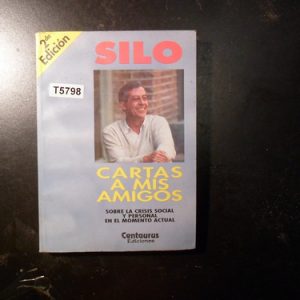 2da
Edición
SILO
T5798
CARTAS
A MIS
AMIGOS
SOBRE LA CRISIS SOCIAL
Y PERSONAL
EN EL MOMENTO ACTUAL
Centaurus
Ediciones